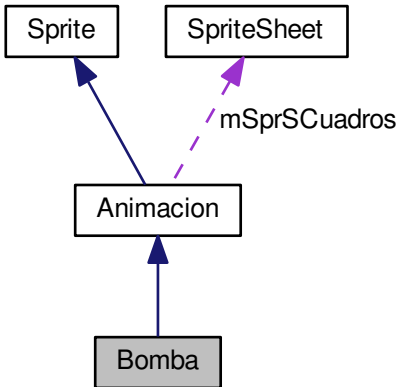 Sprite
SpriteSheet
mSprSCuadros
Animacion
Bomba